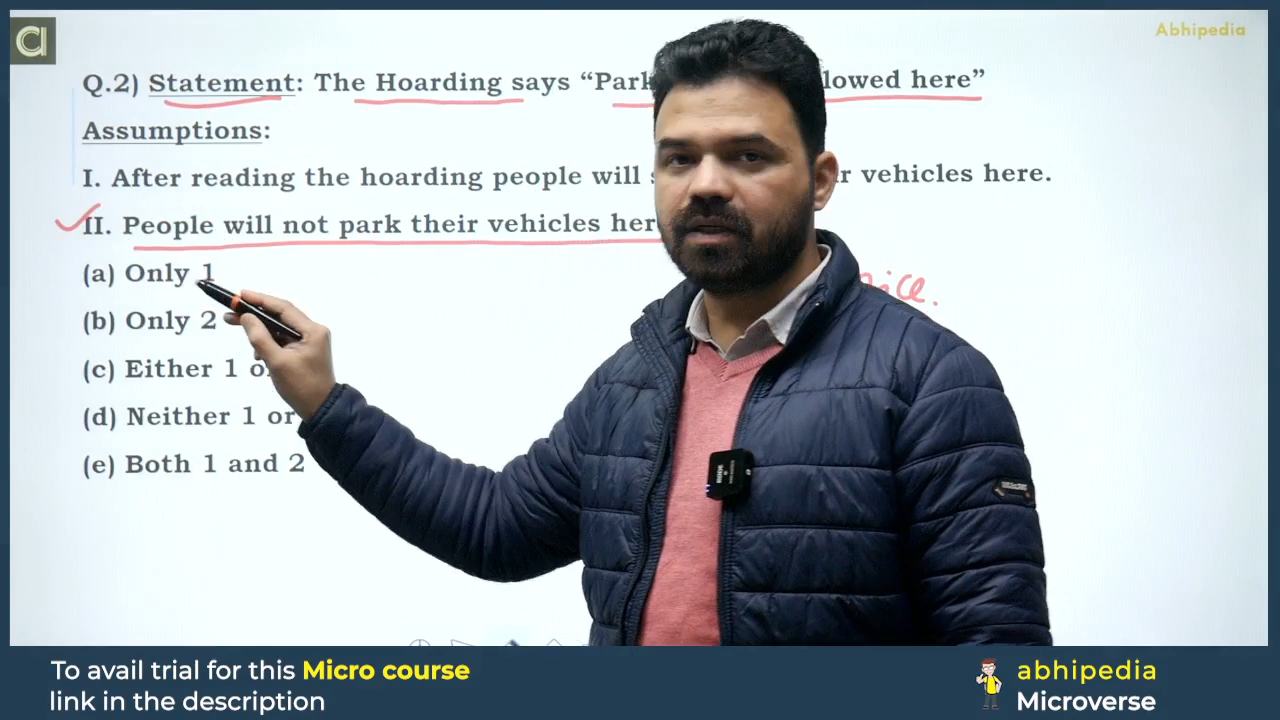 Abhipedia
Q.2) Statement: The Hoarding says “Park lowed here”
Assumptions:
I. After reading the hoarding people will vehicles here.
II. People will not park their vehicles
(a) Only 1
(b) Only 2
(c) Either 1
(d) Neither 1 or
(e) Both 1 and 2
To avail trial for this Micro course
link in the description
abhipedia
Microverse